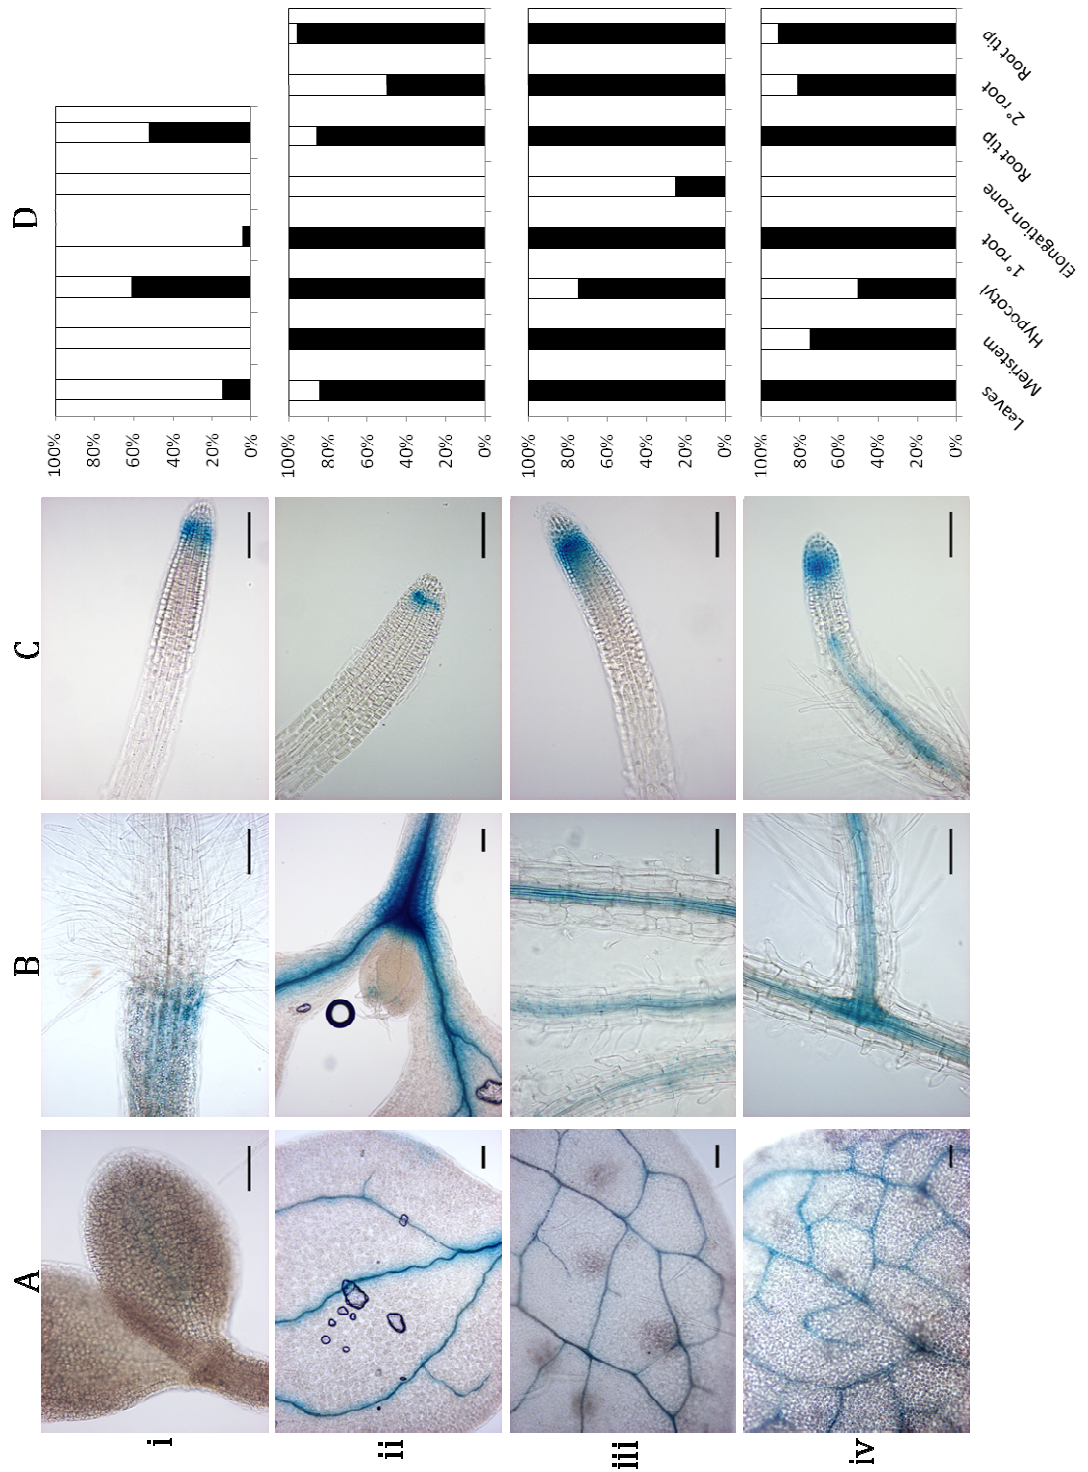 A
B
C
D
i
100%
80%
60%
40%
20%
0%
ii
100%
80%
60%
40%
20%
0%
iii
100%
80%
60%
40%
20%
0%
iv
100%
80%
60%
40%
20%
0%
Leaves
Meristem
Hypocotyl
1° root
Elongation zone
Root tip
2° root
Root tip